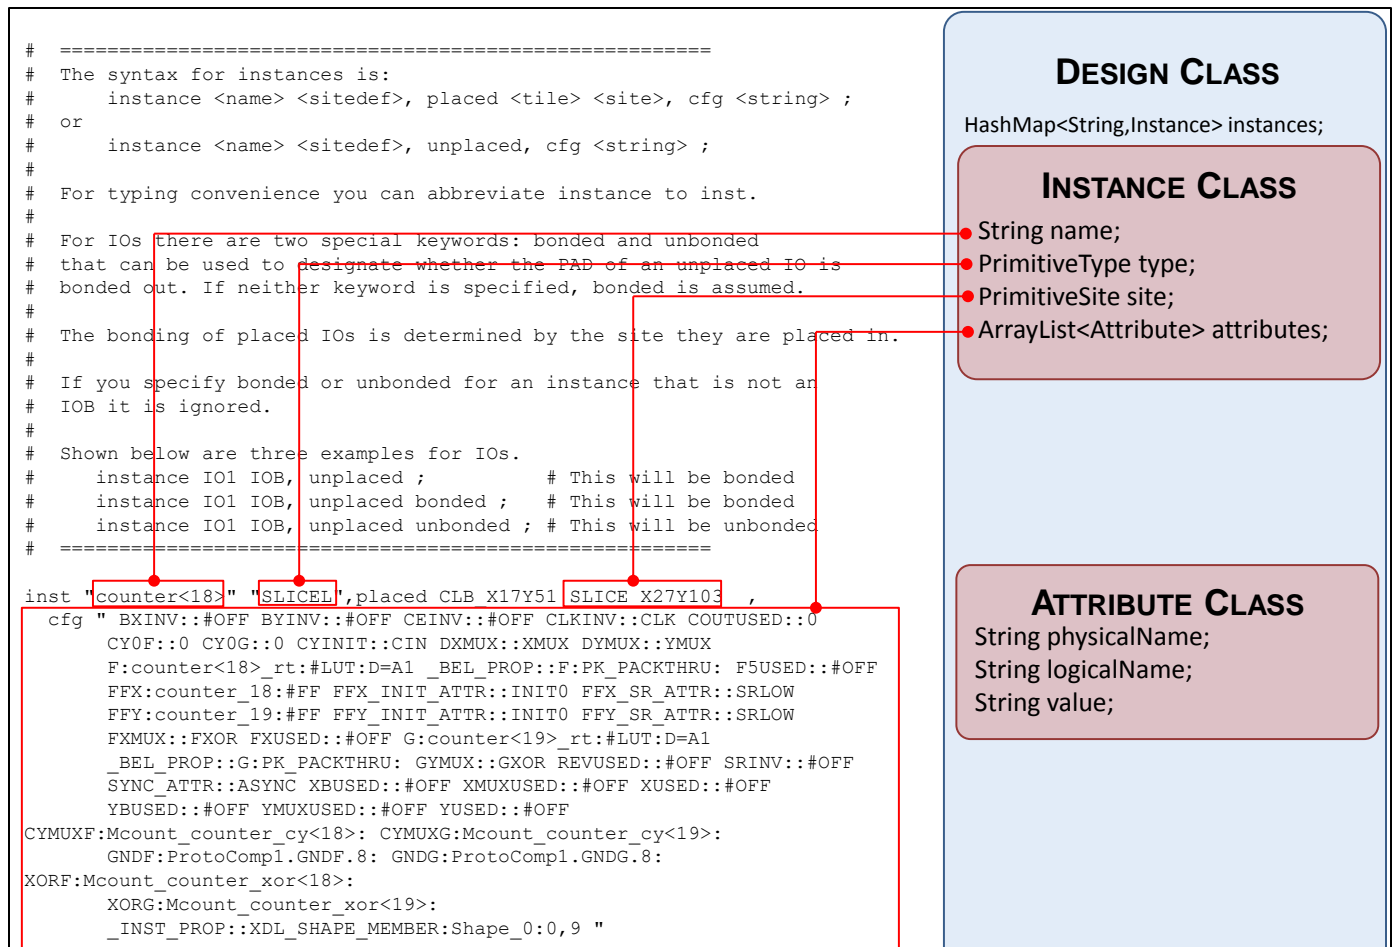 # =======================================================
# The syntax for instances is:
#     instance <name> <sitedef>, placed <tile> <site>, cfg <string> ;
# or
#     instance <name> <sitedef>, unplaced, cfg <string> ;
#
# For typing convenience you can abbreviate instance to inst.
#
# For IOs there are two special keywords: bonded and unbonded
# that can be used to designate whether the PAD of an unplaced IO is
# bonded out. If neither keyword is specified, bonded is assumed.
#
# The bonding of placed IOs is determined by the site they are placed in.
#
# If you specify bonded or unbonded for an instance that is not an
# IOB it is ignored.
#
# Shown below are three examples for IOs.
#    instance IO1 IOB, unplaced ;          # This will be bonded
#    instance IO1 IOB, unplaced bonded ;   # This will be bonded
#    instance IO1 IOB, unplaced unbonded ; # This will be unbonded
# =======================================================
inst "counter<18>" "SLICEL",placed CLB_X17Y51 SLICE_X27Y103  ,
  cfg " BXINV::#OFF BYINV::#OFF CEINV::#OFF CLKINV::CLK COUTUSED::0
       CY0F::0 CY0G::0 CYINIT::CIN DXMUX::XMUX DYMUX::YMUX
       F:counter<18>_rt:#LUT:D=A1 _BEL_PROP::F:PK_PACKTHRU: F5USED::#OFF
       FFX:counter_18:#FF FFX_INIT_ATTR::INIT0 FFX_SR_ATTR::SRLOW
       FFY:counter_19:#FF FFY_INIT_ATTR::INIT0 FFY_SR_ATTR::SRLOW
       FXMUX::FXOR FXUSED::#OFF G:counter<19>_rt:#LUT:D=A1
       _BEL_PROP::G:PK_PACKTHRU: GYMUX::GXOR REVUSED::#OFF SRINV::#OFF
       SYNC_ATTR::ASYNC XBUSED::#OFF XMUXUSED::#OFF XUSED::#OFF
       YBUSED::#OFF YMUXUSED::#OFF YUSED::#OFF
CYMUXF:Mcount_counter_cy<18>: CYMUXG:Mcount_counter_cy<19>:
       GNDF:ProtoComp1.GNDF.8: GNDG:ProtoComp1.GNDG.8:
XORF:Mcount_counter_xor<18>:
       XORG:Mcount_counter_xor<19>:
       _INST_PROP::XDL_SHAPE_MEMBER:Shape_0:0,9 "
DESIGN CLASS
HashMap<String,Instance> instances;
INSTANCE CLASS
String name;
PrimitiveType type;
PrimitiveSite site;
ArrayList<Attribute> attributes;
ATTRIBUTE CLASS
String physicalName;
String logicalName;
String value;